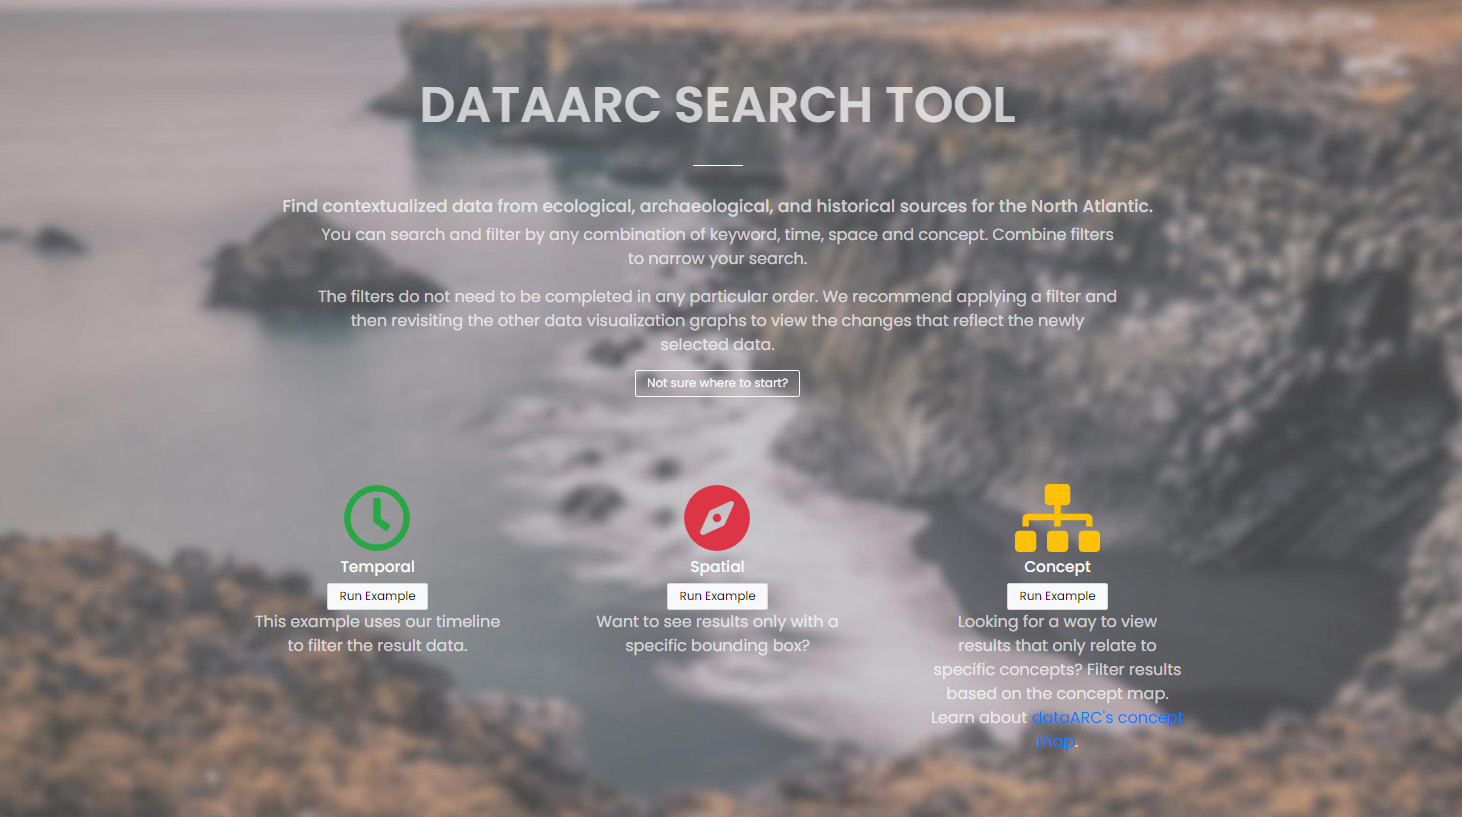 DATAARC SEARCH TOOL
Find contextualized data from ecological, archaeological, and historical sources for the North Atlantic.
You can search and filter by any combination of keyword, time, space and concept. Combine filters
to narrow your search.
The filters do not need to be completed in any particular order. We recommend applying a filter and
then revisiting the other data visualization graphs to view the changes that reflect the newly
selected data.
Not sure where to start?
Temporal
Run Example
This example uses our timeline
to filter the result data.
Spatial
Run Example
Want to see results only with a
specific bounding box?
Concept
Run Example
Looking for a way to view
results that only relate to
specific concepts? Filter results
based on the concept map.
Learn about dataARC's concept
map.